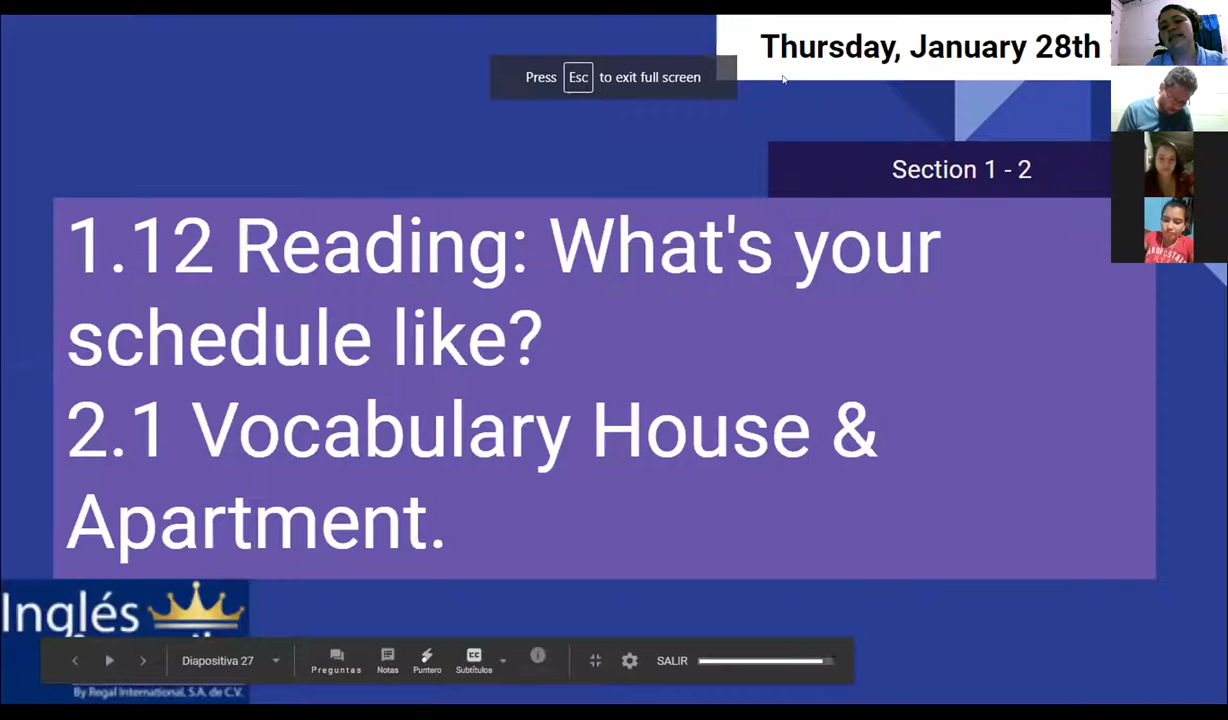 Thursday, January 28th
Press Esc to exit full screen
Section 1 - 2
1.12 Reading: What's your
schedule like?
2.1 Vocabulary House &
Apartment.
Inglés
Diapositiva 27
Preguntas
Notas
Puntero
CC
Subtítulos
SALIR
By Regal International, S.A. de C.V.